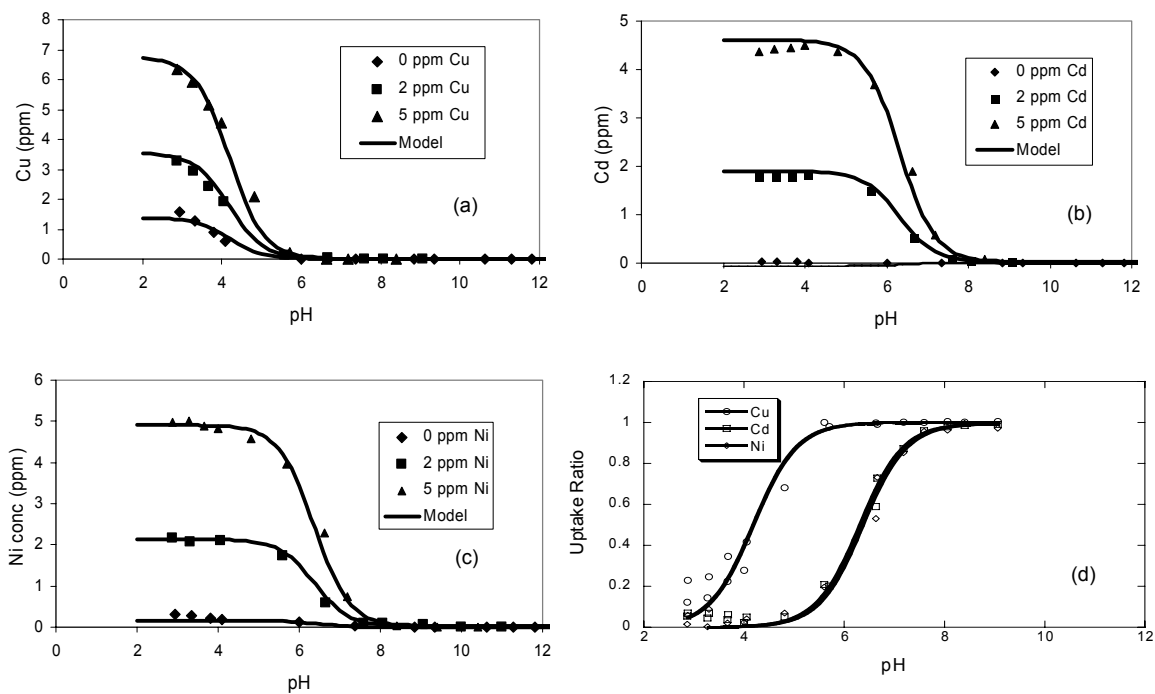 8
7
6
5
4
3
2
1
0
Cu (ppm)
0 ppm Cu
2 ppm Cu
5 ppm Cu
Model
(a)
0 2 4 6 8 10 12
pH
5
4
3
2
1
0
Cd (ppm)
0 ppm Cd
2 ppm Cd
5 ppm Cd
Model
(b)
0 2 4 6 8 10 12
pH
6
5
4
3
2
1
0
Ni conc (ppm)
0 ppm Ni
2 ppm Ni
5 ppm Ni
Model
(c)
0 2 4 6 8 10 12
pH
1.2
1
0.8
0.6
0.4
0.2
0
Uptake Ratio
Cu
Cd
Ni
(d)
2 4 6 8 10 12
pH